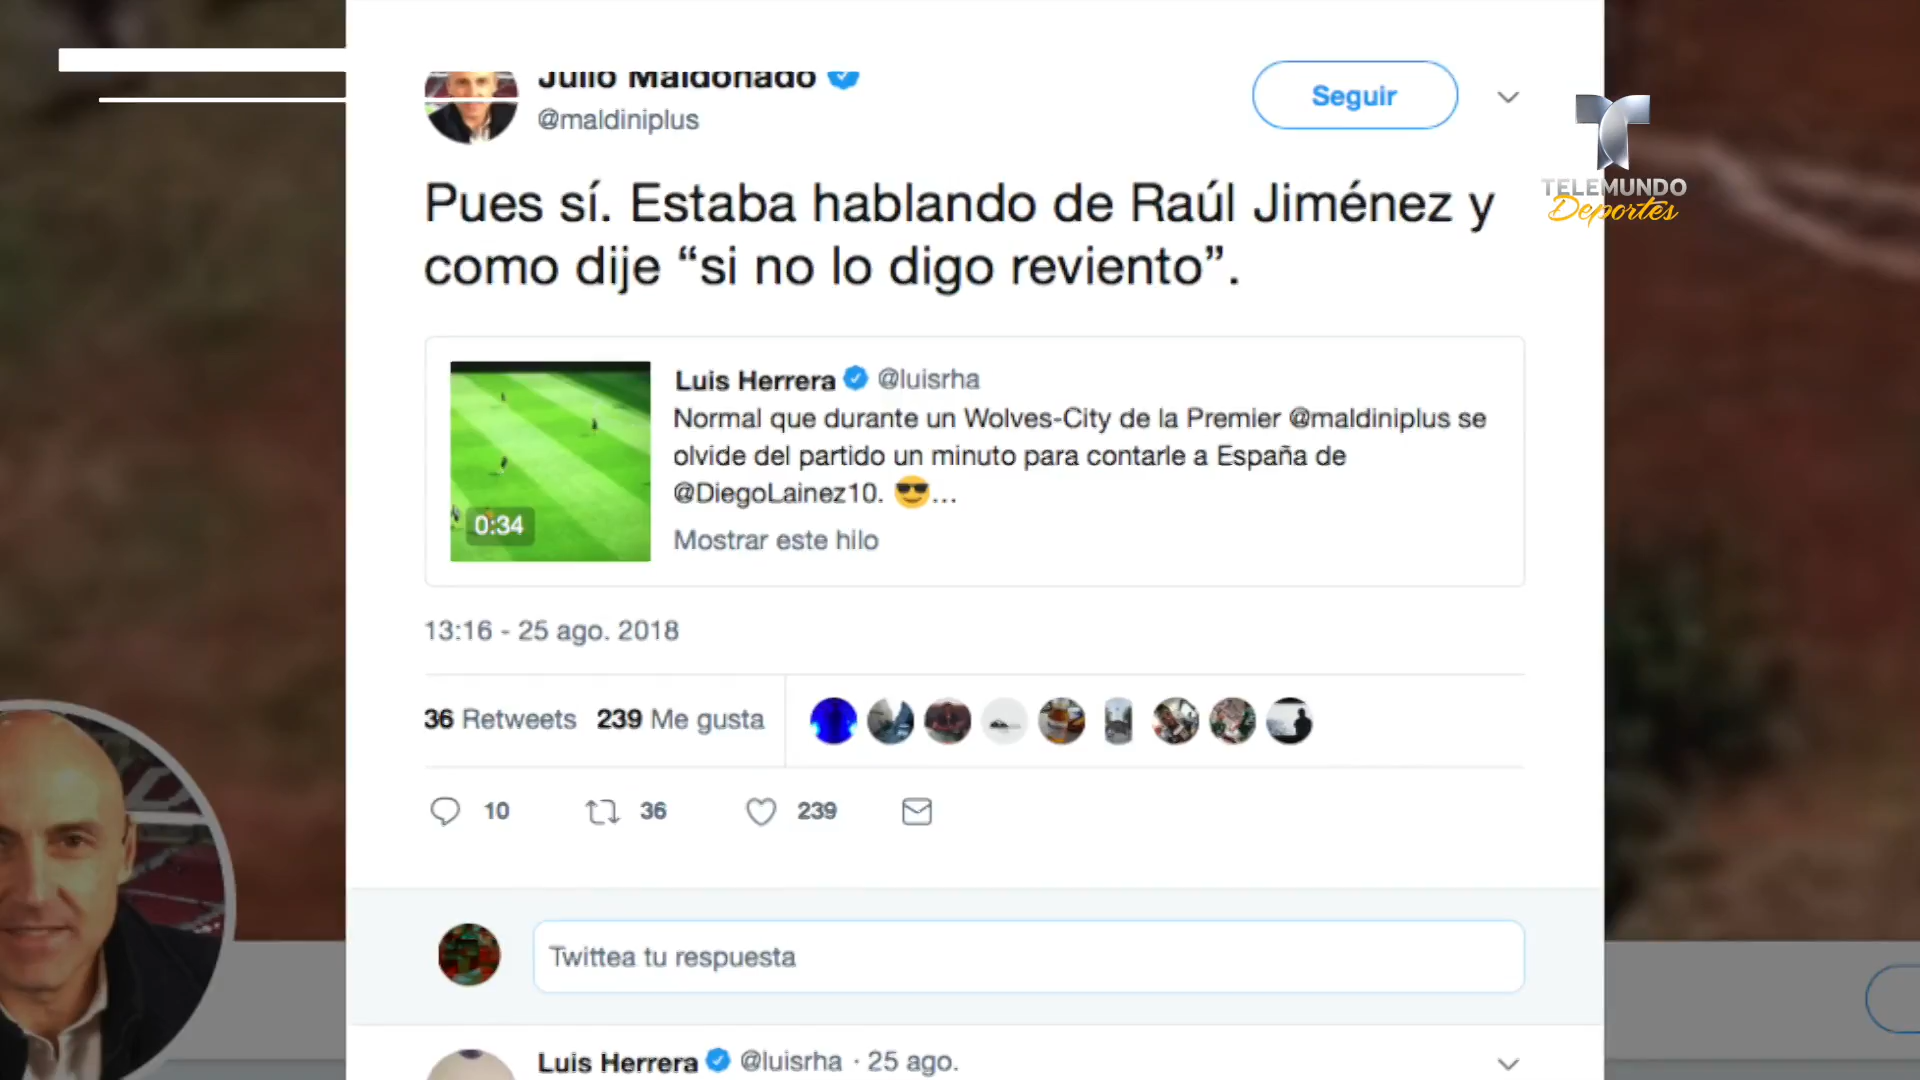 Julio Maldonado
@maldiniplus
Seguir
TELEMUNDO
Deportes
Pues sí. Estaba hablando de Raúl Jiménez y
como dije “si no lo digo reviento”.
Luis Herrera @luisrha
Normal que durante un Wolves-City de la Premier @maldiniplus se
olvide del partido un minuto para contarle a España de
@DiegoLainez10. 😎...
0:34
Mostrar este hilo
13:16 - 25 ago. 2018
36 Retweets 239 Me gusta
10 36 239
Twittea tu respuesta
Luis Herrera @luisrha · 25 ago.